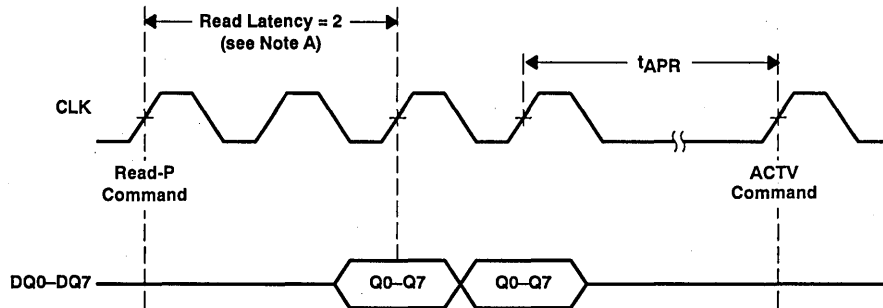 Read Latency = 2
(see Note A)
tAPR
CLK
Read-P
Command
ACTV
Command
DQ0–DQ7
Q0–Q7
Q0–Q7